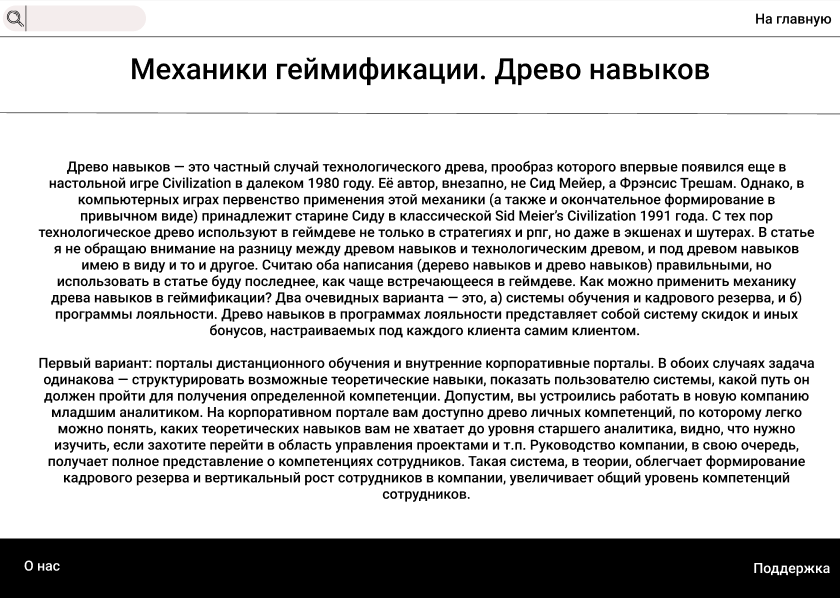 На главную
Механики геймификации. Древо навыков
Древо навыков — это частный случай технологического древа, прообраз которого впервые появился еще в
настольной игре Civilization в далеком 1980 году. Её автор, внезапно, не Сид Мейер, а Фрэнсис Трешам. Однако, в
компьютерных играх первенство применения этой механики (а также и окончательное формирование в
привычном виде) принадлежит старине Сиду в классической Sid Meier’s Civilization 1991 года. С тех пор
технологическое древо используют в геймдеве не только в стратегиях и рпг, но даже в экшенах и шутерах. В статье
я не обращаю внимание на разницу между древом навыков и технологическим древом, и под древом навыков
имею в виду и то и другое. Считаю оба написания (дерево навыков и древо навыков) правильными, но
использовать в статье буду последнее, как чаще встречающееся в геймдеве. Как можно применить механику
древа навыков в геймификации? Два очевидных варианта — это, а) системы обучения и кадрового резерва, и б)
программы лояльности. Древо навыков в программах лояльности представляет собой систему скидок и иных
бонусов, настраиваемых под каждого клиента самим клиентом.
Первый вариант: порталы дистанционного обучения и внутренние корпоративные порталы. В обоих случаях задача
одинакова — структурировать возможные теоретические навыки, показать пользователю системы, какой путь он
должен пройти для получения определенной компетенции. Допустим, вы устроились работать в новую компанию
младшим аналитиком. На корпоративном портале вам доступно древо личных компетенций, по которому легко
можно понять, каких теоретических навыков вам не хватает до уровня старшего аналитика, видно, что нужно
изучить, если захотите перейти в область управления проектами и т.п. Руководство компании, в свою очередь,
получает полное представление о компетенциях сотрудников. Такая система, в теории, облегчает формирование
кадрового резерва и вертикальный рост сотрудников в компании, увеличивает общий уровень компетенций
сотрудников.
О нас
Поддержка